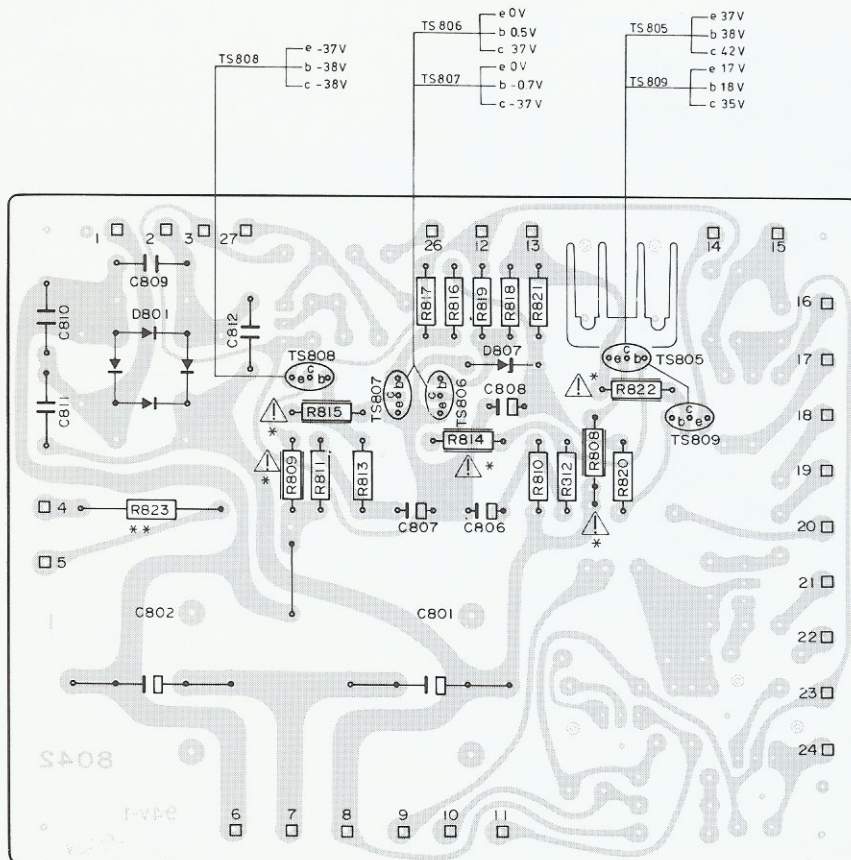 TS808
e -37V
b -38V
c -38V
TS806
e 0V
b 0.5V
c 37V
TS807
e 0V
b -0.7V
c -37V
TS805
e 37V
b 38V
c 42V
TS809
e 17V
b 18V
c 35V
1 2 3 27 26 12 13 14 15
C809
D801
C810
C811
C812
R817 R816 R819 R818 R821
16
17
18
19
20
21
22
23
24
TS808
e c b
D807
TS807
b c e
TS806
b c e
C808
e c b
TS805
R822
*
b c e
TS809
R815
*
R814
*
R809
*
R811
R813
R810
R312
R808
*
R820
4
R823
**
C807
C806
5
C802
C801
8042
94V-1
6 7 8 9 10 11